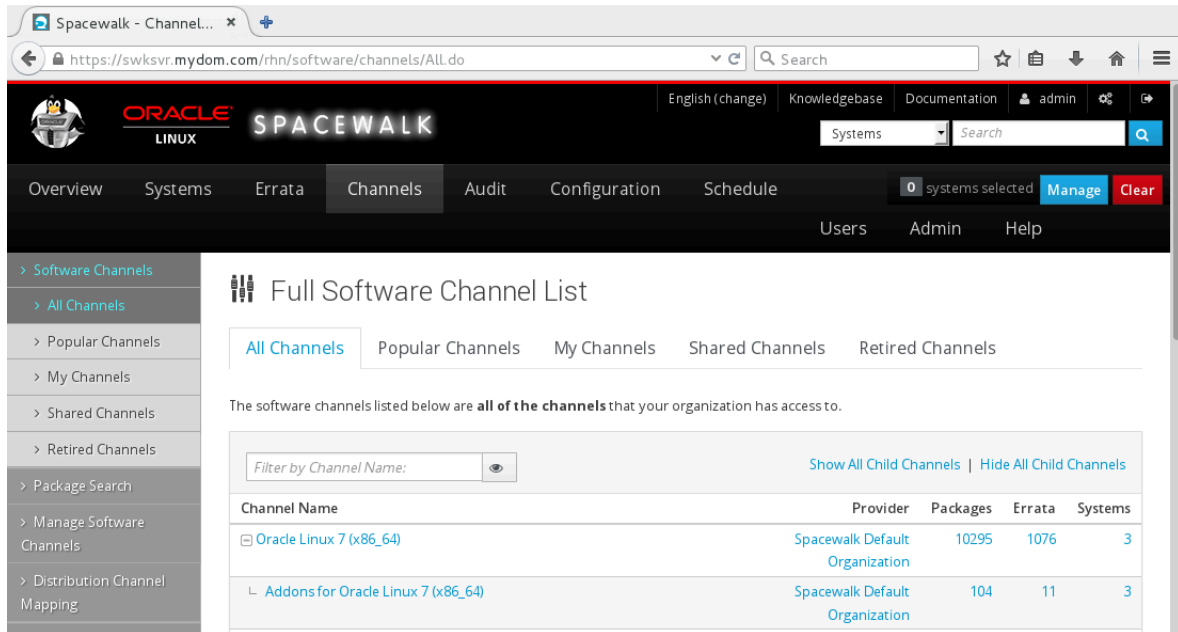 Spacewalk - Channel...
https://swksvr.mydom.com/rhn/software/channels/All.do
Search
ORACLE
LINUX
SPACEWALK
English (change) Knowledgebase Documentation admin
Systems Search
Overview Systems Errata Channels Audit Configuration Schedule
0 systems selected Manage Clear
Users Admin Help
> Software Channels
> All Channels
> Popular Channels
> My Channels
> Shared Channels
> Retired Channels
> Package Search
> Manage Software
Channels
> Distribution Channel
Mapping
Full Software Channel List
All Channels Popular Channels My Channels Shared Channels Retired Channels
The software channels listed below are all of the channels that your organization has access to.
Filter by Channel Name:
Show All Child Channels | Hide All Child Channels
Channel Name Provider Packages Errata Systems
Oracle Linux 7 (x86_64) Spacewalk Default Organization 10295 1076 3
Addons for Oracle Linux 7 (x86_64) Spacewalk Default Organization 104 11 3